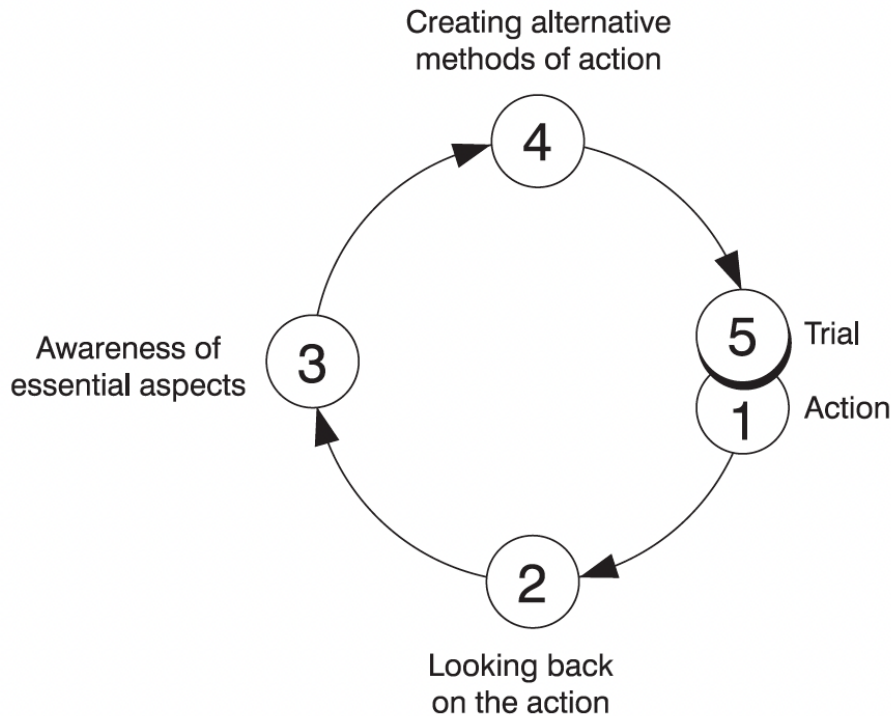 Creating alternative
methods of action
4
5
Trial
Awareness of
essential aspects
3
1
Action
2
Looking back
on the action